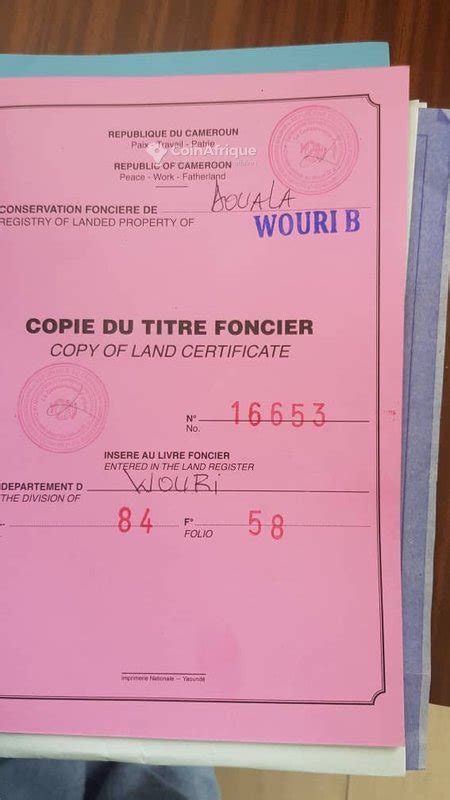 REPUBLIQUE DU CAMEROUN
Paix - Travail - Patrie
CoinAfrique
REPUBLIC OF CAMEROON
Peace - Work - Fatherland
CONSERVATION FONCIERE DE DOUALA
REGISTRY OF LANDED PROPERTY OF
WOURI B
COPIE DU TITRE FONCIER
COPY OF LAND CERTIFICATE
N° 16653
No.
INSERE AU LIVRE FONCIER
ENTERED IN THE LAND REGISTER
DEPARTEMENT D WOURI
THE DIVISION OF
84 F° 58
FOLIO
Imprimerie Nationale — Yaoundé